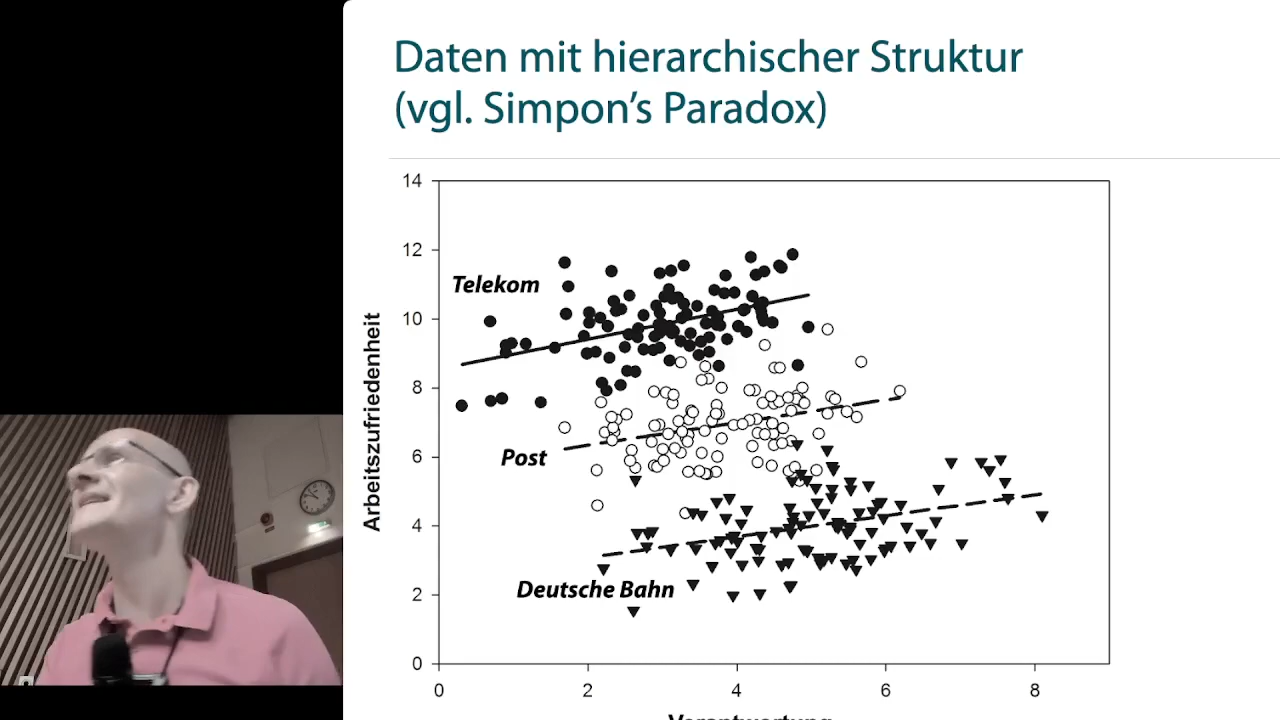 Daten mit hierarchischer Struktur
(vgl. Simpon’s Paradox)
14
12
10
8
6
4
2
0
Arbeitszufriedenheit
Telekom
Post
Deutsche Bahn
0
2
4
6
8
Verantwortung